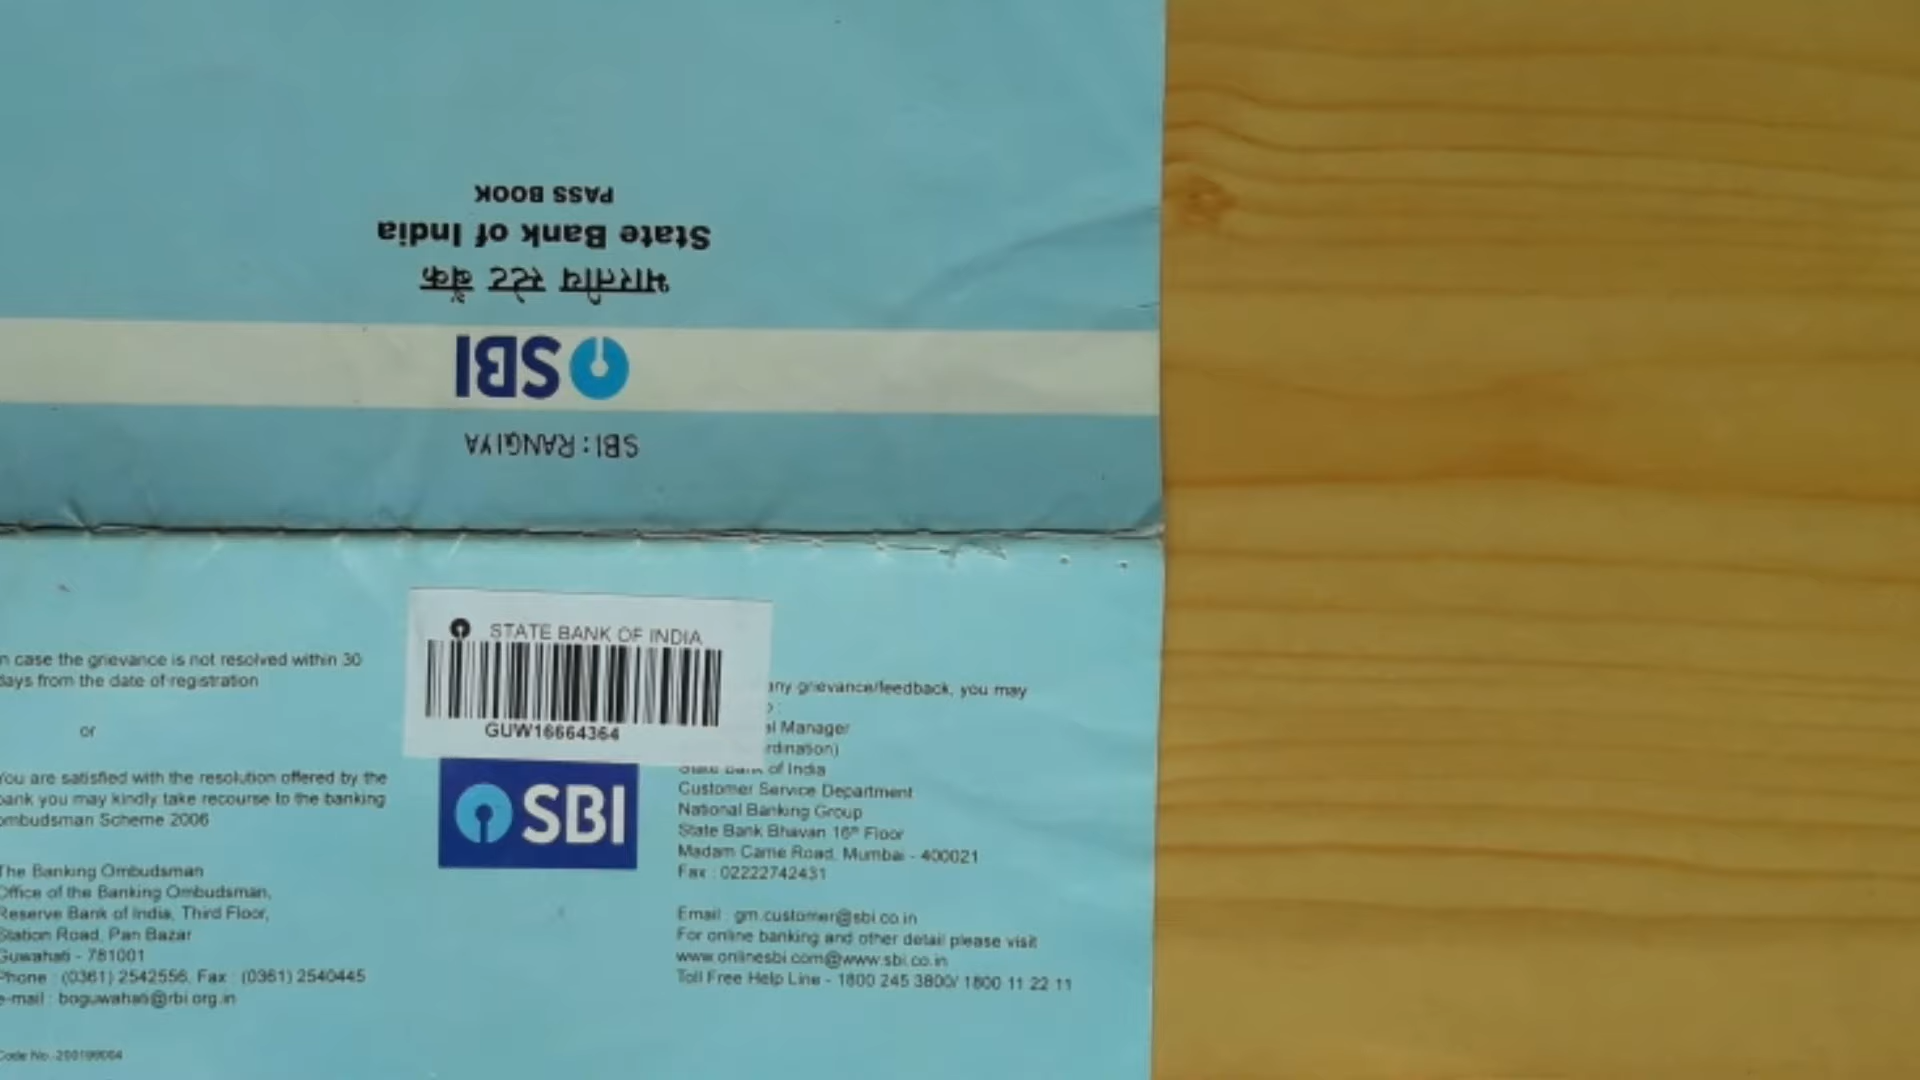 PASS BOOK
State Bank of India
भारतीय स्टेट बैंक
SBI
SBI: RANGIYA
STATE BANK OF INDIA
GUW16664364
SBI
n case the grievance is not resolved within 30
days from the date of registration
or
You are satisfied with the resolution offered by the
bank you may kindly take recourse to the banking
ombudsman Scheme 2006
The Banking Ombudsman
Office of the Banking Ombudsman,
Reserve Bank of India, Third Floor,
Station Road, Pan Bazar
Guwahati - 781001
Phone : (0361) 2542556, Fax : (0361) 2540445
e-mail : boguwahati@rbi.org.in
Code No.
any grievance/feedback, you may
Manager
State Bank of India
Customer Service Department
National Banking Group
State Bank Bhavan 16th Floor
Madam Came Road, Mumbai - 400021
Fax : 02222742431
Email : gm.customer@sbi.co.in
For online banking and other detail please visit
www.onlinesbi.com@www.sbi.co.in
Toll Free Help Line - 1800 245 3800/ 1800 11 22 11